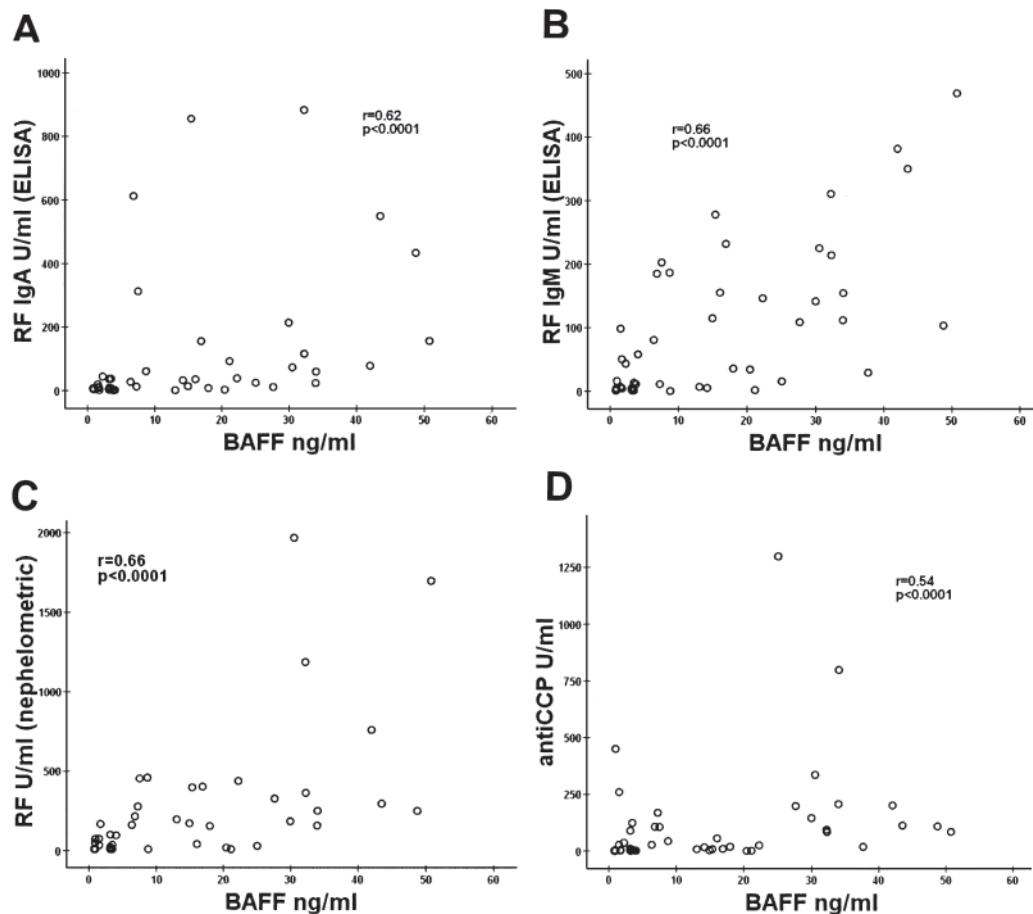 A
1000
800
600
400
200
0
RF IgA U/ml (ELISA)
r=0.62
p<0.0001
0 10 20 30 40 50 60
BAFF ng/ml
B
500
400
300
200
100
0
RF IgM U/ml (ELISA)
r=0.66
p<0.0001
0 10 20 30 40 50 60
BAFF ng/ml
C
2000
1500
1000
500
0
RF U/ml (nephelometric)
r=0.66
p<0.0001
0 10 20 30 40 50 60
BAFF ng/ml
D
1250
1000
750
500
250
0
antiCCP U/ml
r=0.54
p<0.0001
0 10 20 30 40 50 60
BAFF ng/ml